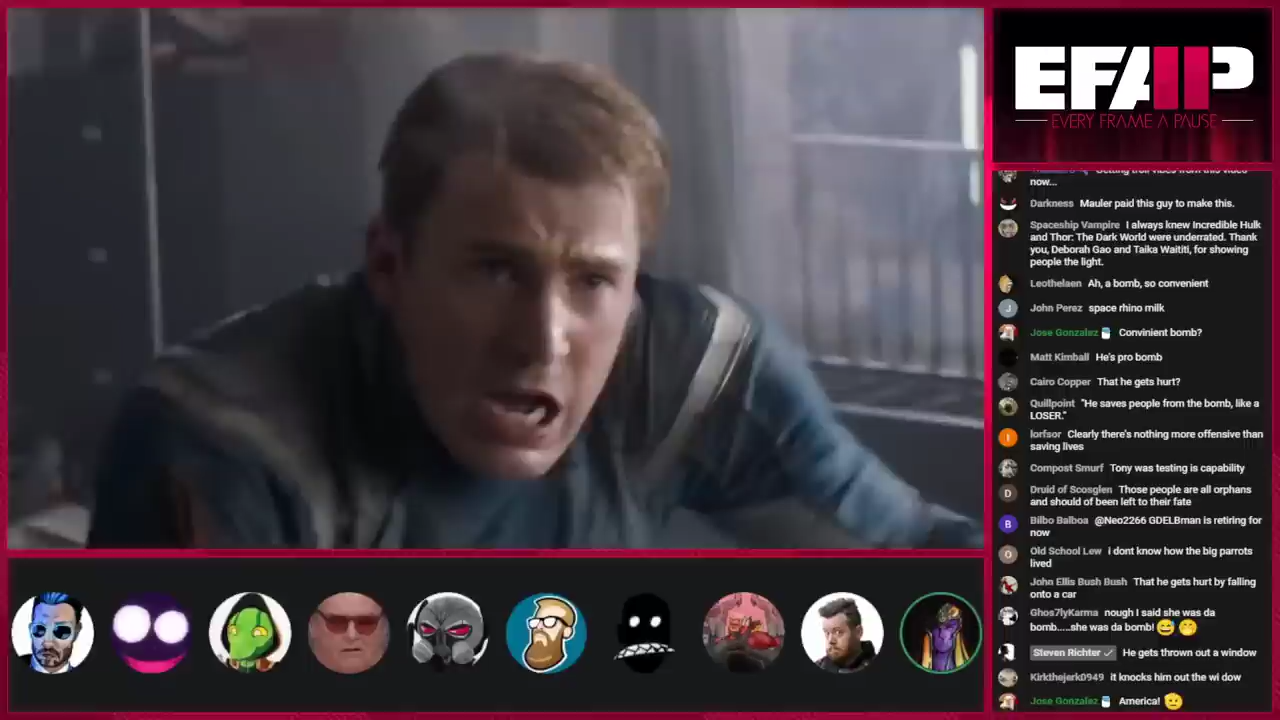 EFAP
EVERY FRAME A PAUSE
Getting troll vibes from this video
now...
Darkness Mauler paid this guy to make this.
Spaceship Vampire I always knew Incredible Hulk
and Thor: The Dark World were underrated. Thank
you, Deborah Gao and Taika Waititi, for showing
people the light.
Leothelaen Ah, a bomb, so convenient
J
John Perez space rhino milk
Jose Gonzalez Convinient bomb?
Matt Kimball He's pro bomb
Cairo Copper That he gets hurt?
Quillpoint "He saves people from the bomb, like a
LOSER."
lorfsor Clearly there's nothing more offensive than
saving lives
Compost Smurf Tony was testing is capability
D
Druid of Scosglen Those people are all orphans
and should of been left to their fate
B
Bilbo Balboa @Neo2266 GDELBman is retiring for
now
O
Old School Lew i dont know how the big parrots
lived
John Ellis Bush Bush That he gets hurt by falling
onto a car
Ghos7lyKarma nough I said she was da
bomb.....she was da bomb!
Steven Richter He gets thrown out a window
Kirkthejerk0949 it knocks him out the wi dow
Jose Gonzalez America!